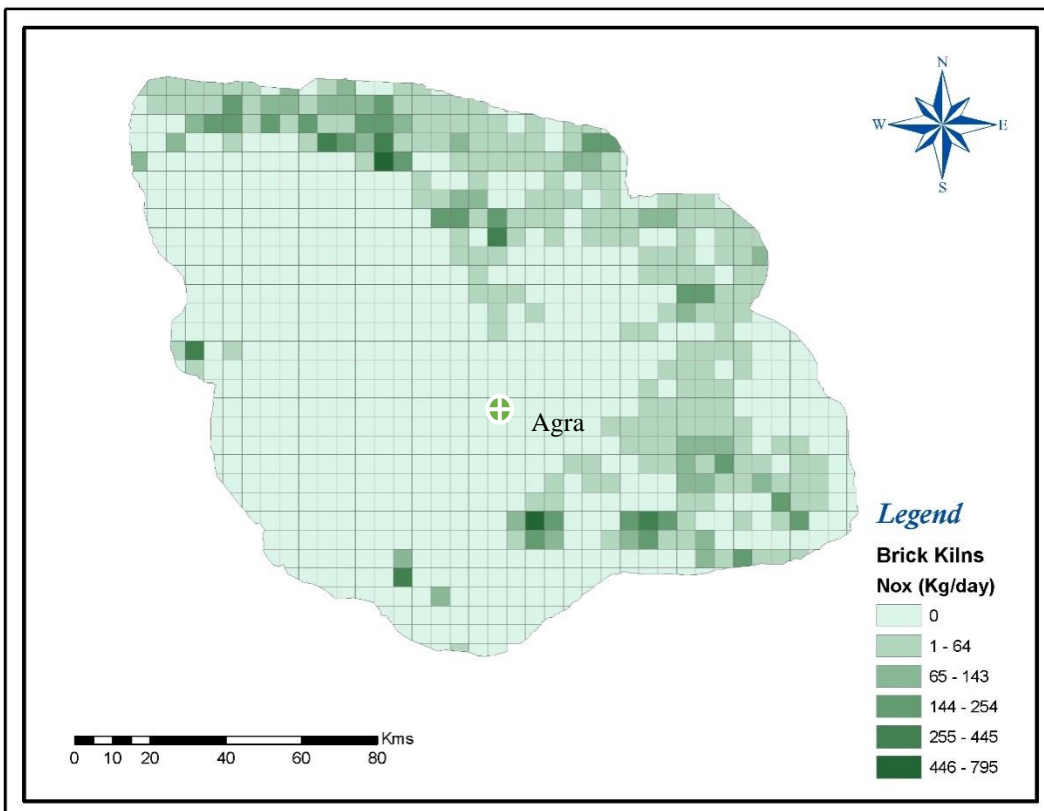 N
W E
S
Agra
Legend
Brick Kilns
Nox (Kg/day)
0
1 - 64
65 - 143
144 - 254
255 - 445
446 - 795
Kms
0 10 20 40 60 80